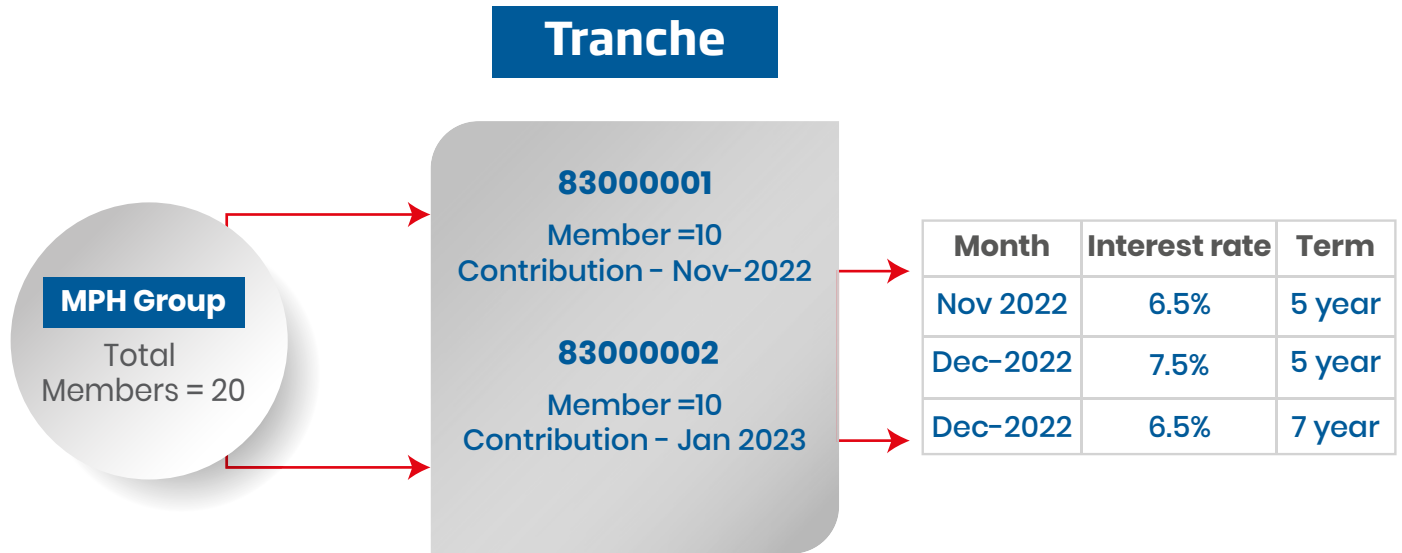 Tranche
MPH Group
Total
Members = 20
83000001
Member =10
Contribution - Nov-2022
83000002
Member =10
Contribution - Jan 2023
Month Interest rate Term
Nov 2022 6.5% 5 year
Dec-2022 7.5% 5 year
Dec-2022 6.5% 7 year